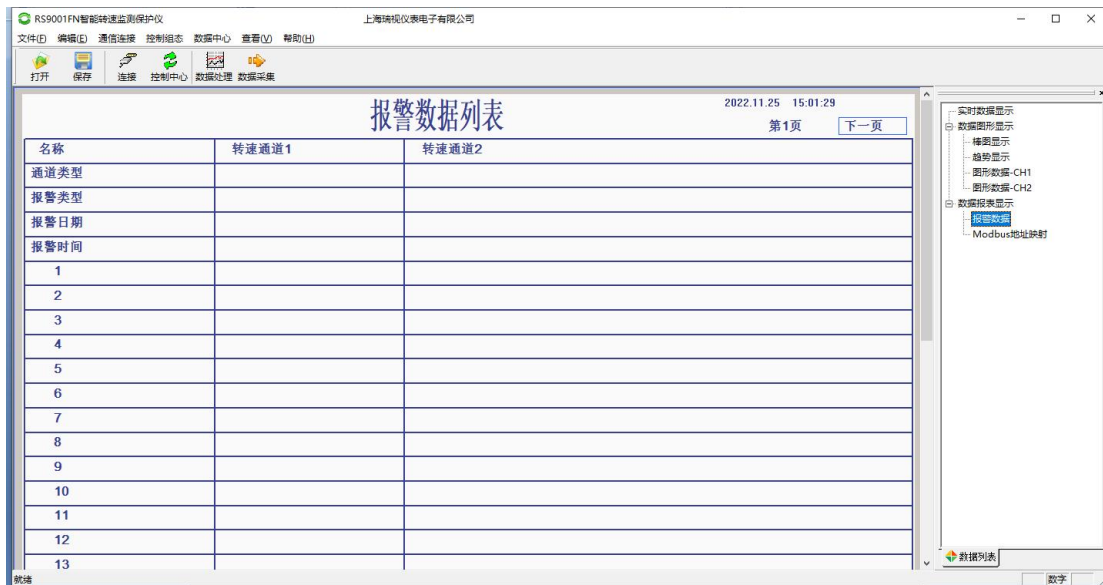 RS9001FN智能转速监测保护仪 上海瑞视仪表电子有限公司
文件(F) 编辑(E) 通信连接 控制组态 数据中心 查看(V) 帮助(H)
打开 保存 连接 控制中心 数据处理 数据采集
报警数据列表
2022.11.25 15:01:29
第1页 下一页
名称 转速通道1 转速通道2
通道类型
报警类型
报警日期
报警时间
1
2
3
4
5
6
7
8
9
10
11
12
13
实时数据显示
数据图形显示
棒图显示
趋势显示
图形数据-CH1
图形数据-CH2
数据报表显示
报警数据
Modbus地址映射
数据列表
就绪 数字